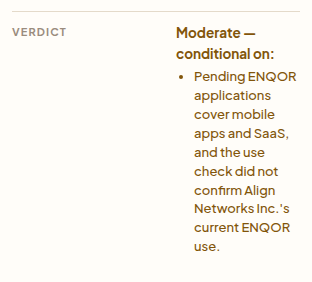 VERDICT
Moderate —
conditional on:
• Pending ENQOR
applications
cover mobile
apps and SaaS,
and the use
check did not
confirm Align
Networks Inc.'s
current ENQOR
use.